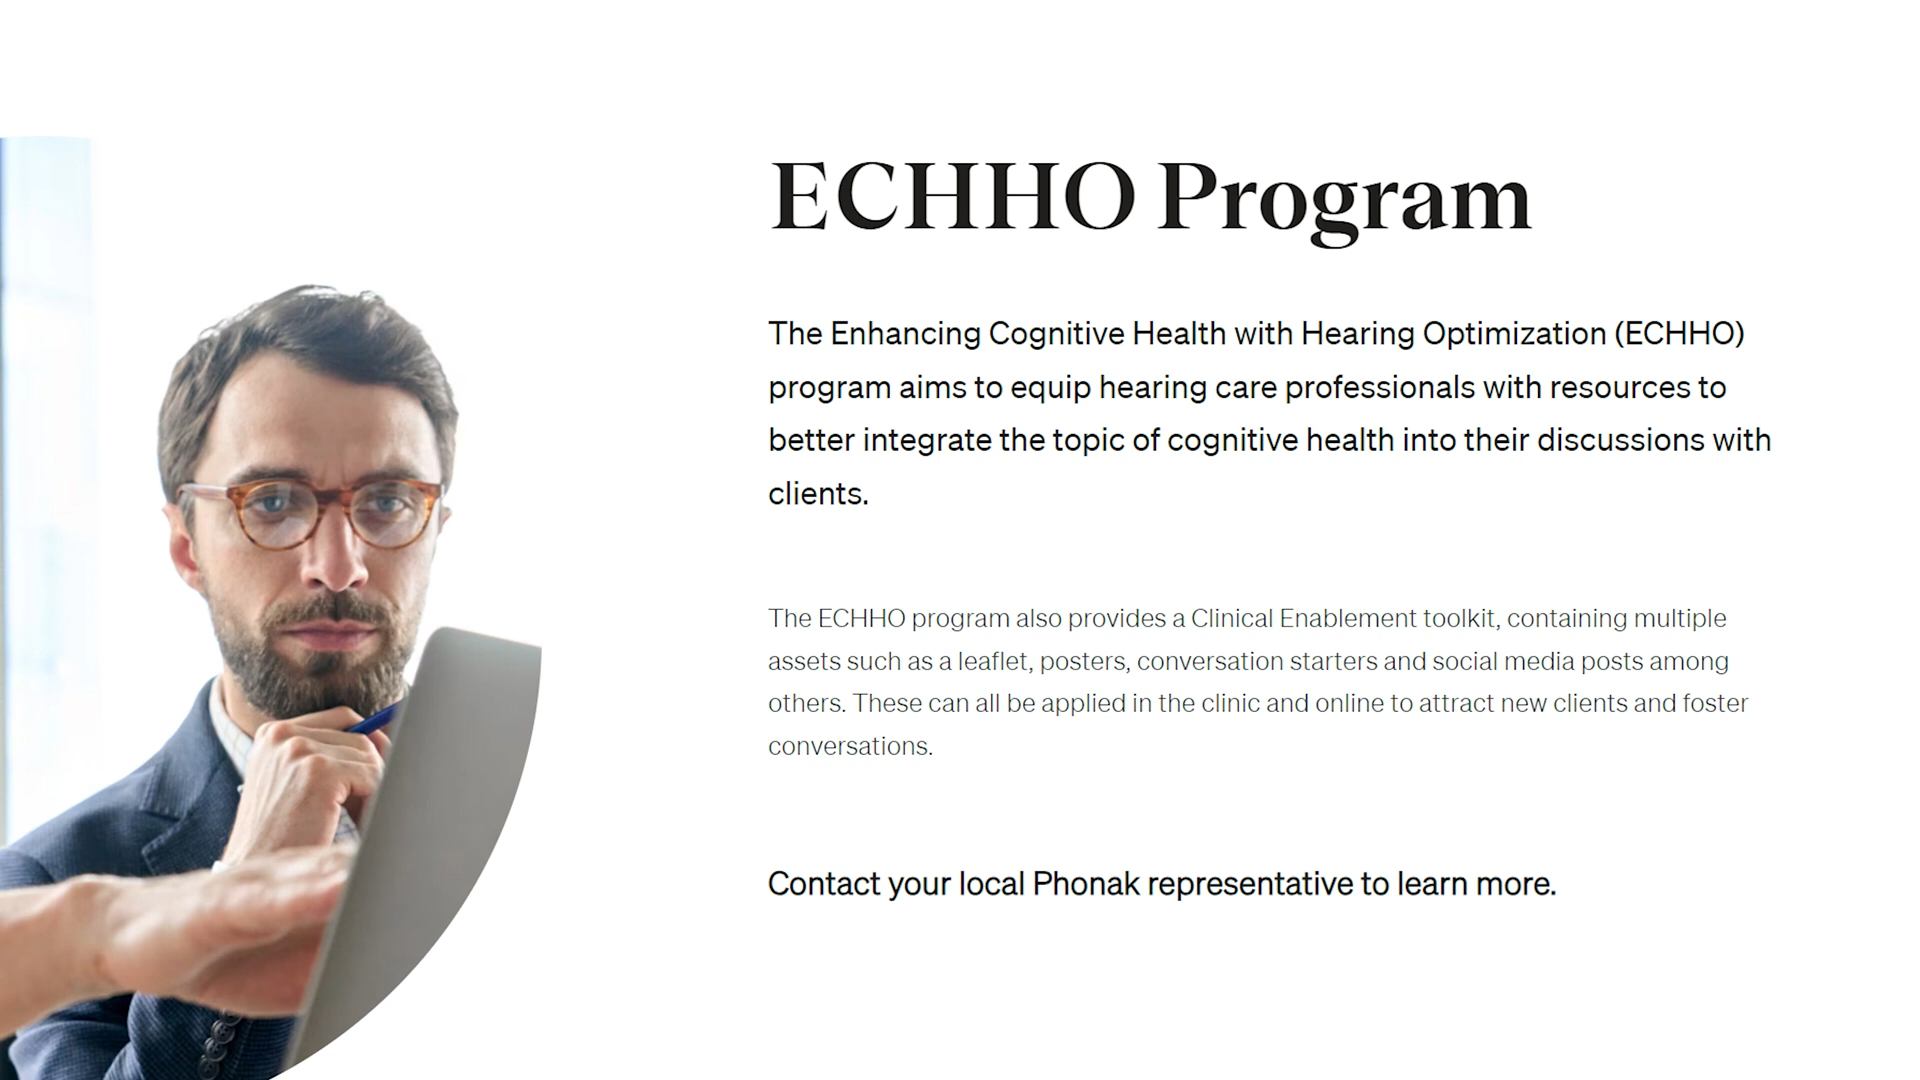 ECHHO Program
The Enhancing Cognitive Health with Hearing Optimization (ECHHO)
program aims to equip hearing care professionals with resources to
better integrate the topic of cognitive health into their discussions with
clients.
The ECHHO program also provides a Clinical Enablement toolkit, containing multiple
assets such as a leaflet, posters, conversation starters and social media posts among
others. These can all be applied in the clinic and online to attract new clients and foster
conversations.
Contact your local Phonak representative to learn more.